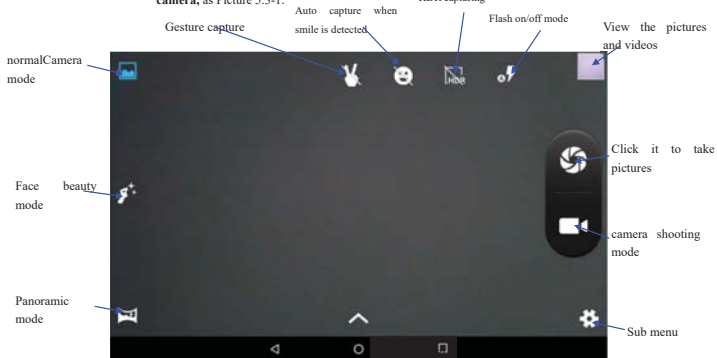 camera, as Picture 5.3-1.
Auto capture when
smile is detected
Gesture capture
Flash on/off mode
View the pictures
and videos
normalCamera
mode
HDR
Click it to take
pictures
Face beauty
mode
camera shooting
mode
Panoramic
mode
Sub menu